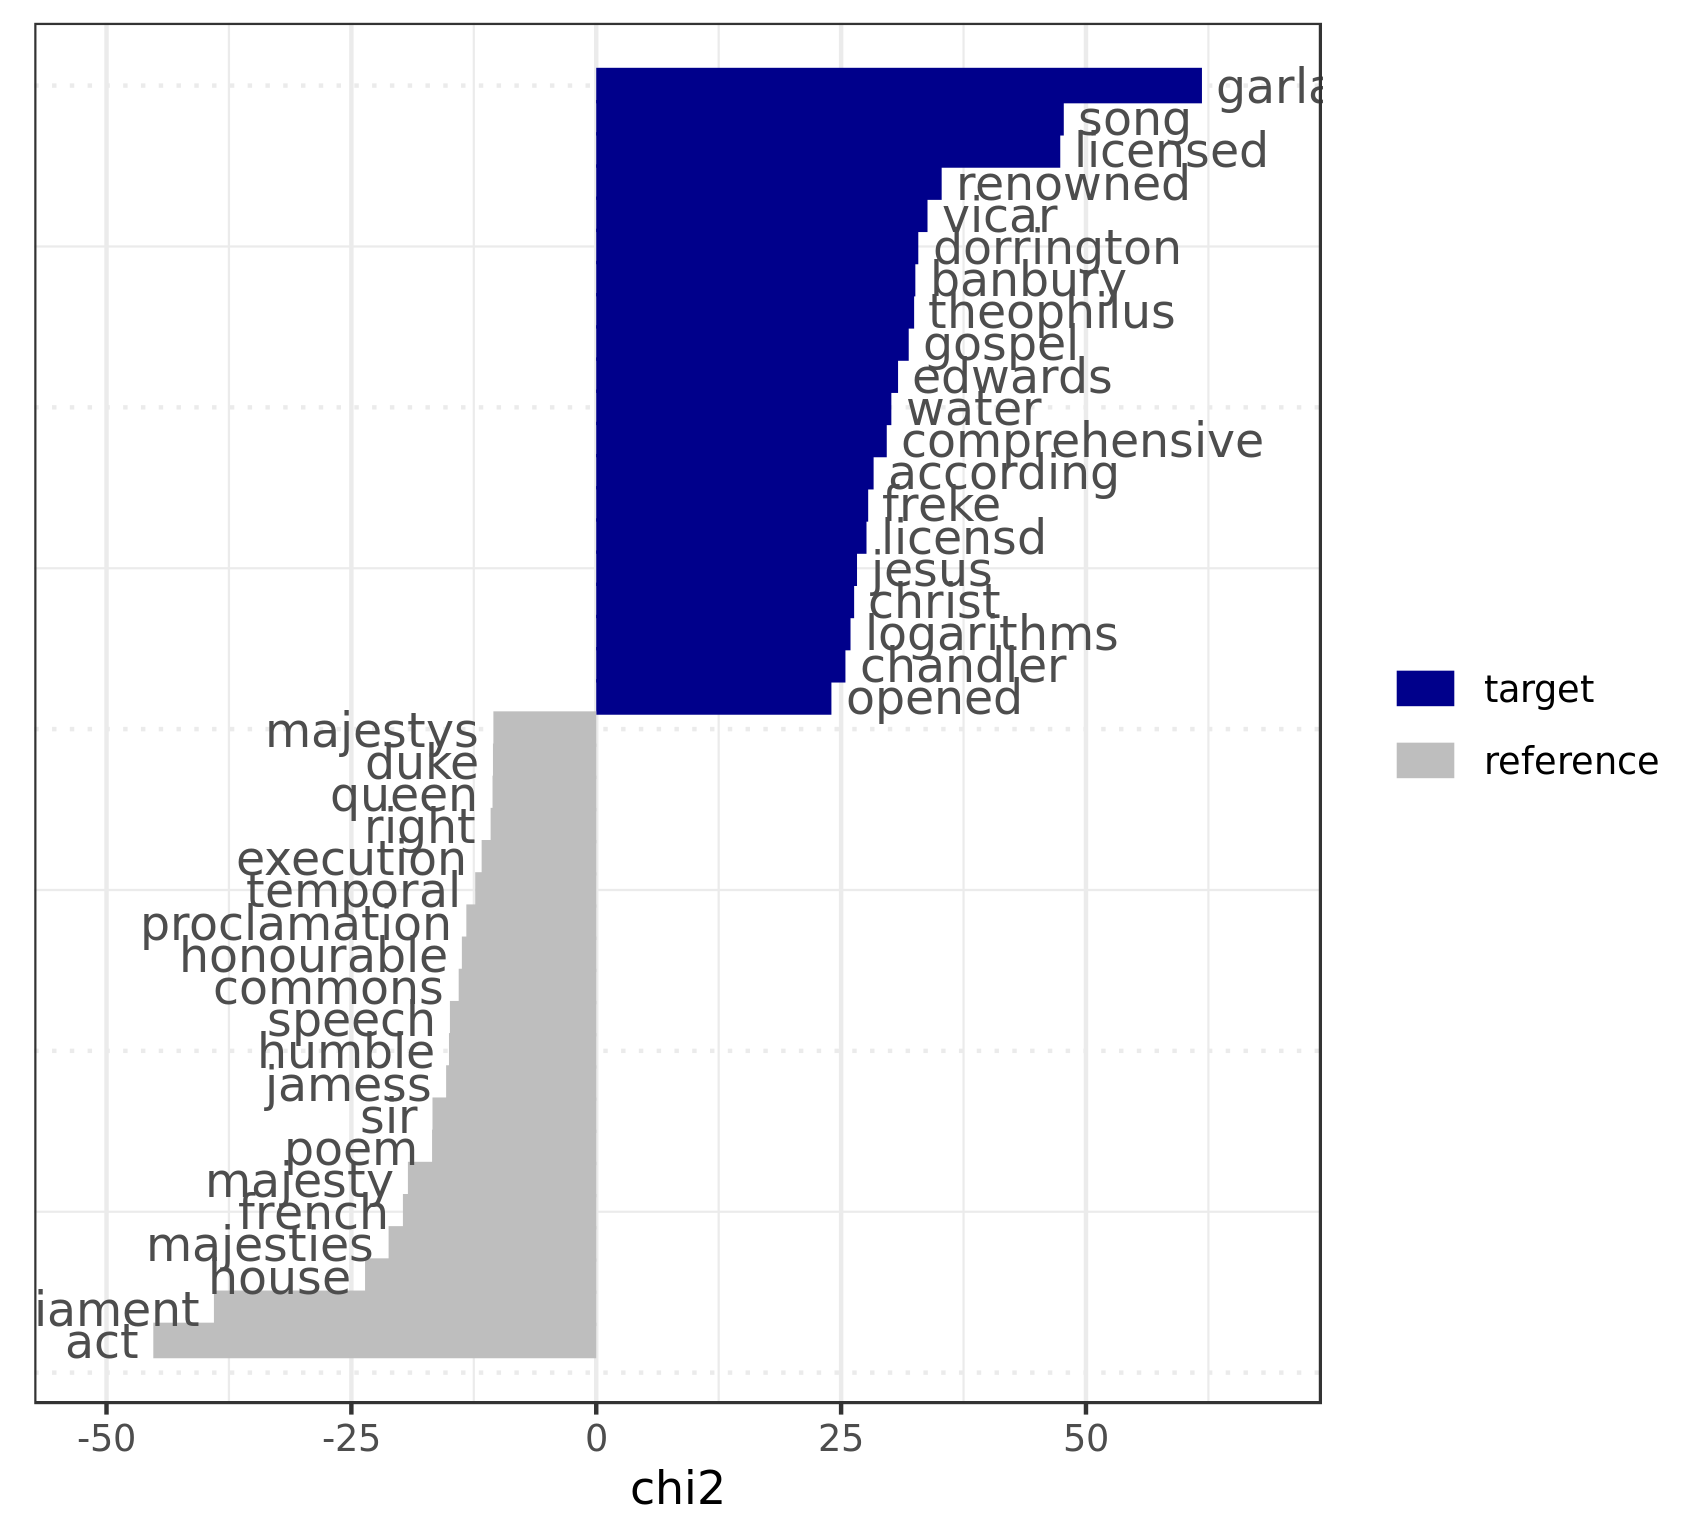 garla
song
licensed
renowned
vicar
dorrington
banbury
theophilus
gospel
edwards
water
comprehensive
according
freke
licensd
jesus
christ
logarithms
chandler
opened
majestys
duke
queen
right
execution
temporal
proclamation
honourable
commons
speech
humble
jamess
sir
poem
majesty
french
majesties
house
iament
act
target
reference
-50 -25 0 25 50
chi2